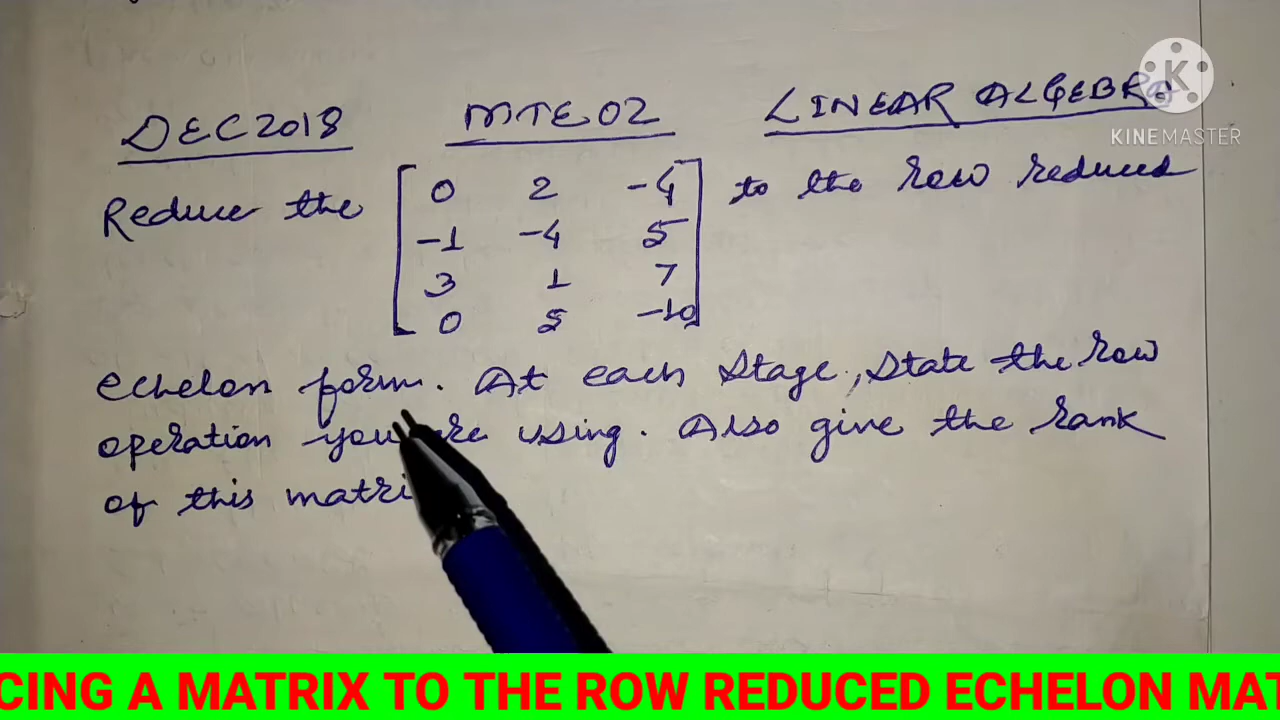 DEC2018 MTE02 LINEAR ALGEBRA
KINEMASTER
Reduce the [ 0 2 -4 ] to the row reduced
-1 -4 5
3 1 7
0 5 -10
echelon form. At each stage, state the row
operation you are using. Also give the rank
of this matri
CING A MATRIX TO THE ROW REDUCED ECHELON MAT